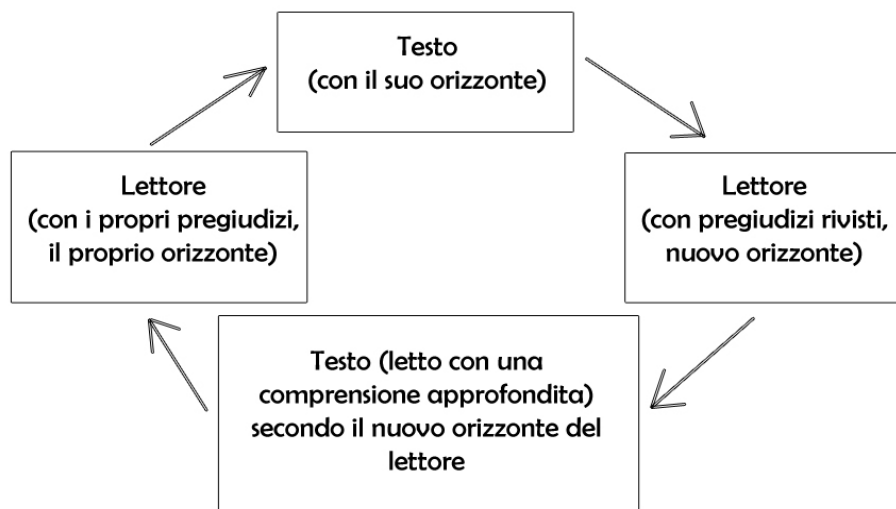 Testo
(con il suo orizzonte)
Lettore
(con i propri pregiudizi,
il proprio orizzonte)
Lettore
(con pregiudizi rivisti,
nuovo orizzonte)
Testo (letto con una
comprensione approfondita)
secondo il nuovo orizzonte del
lettore